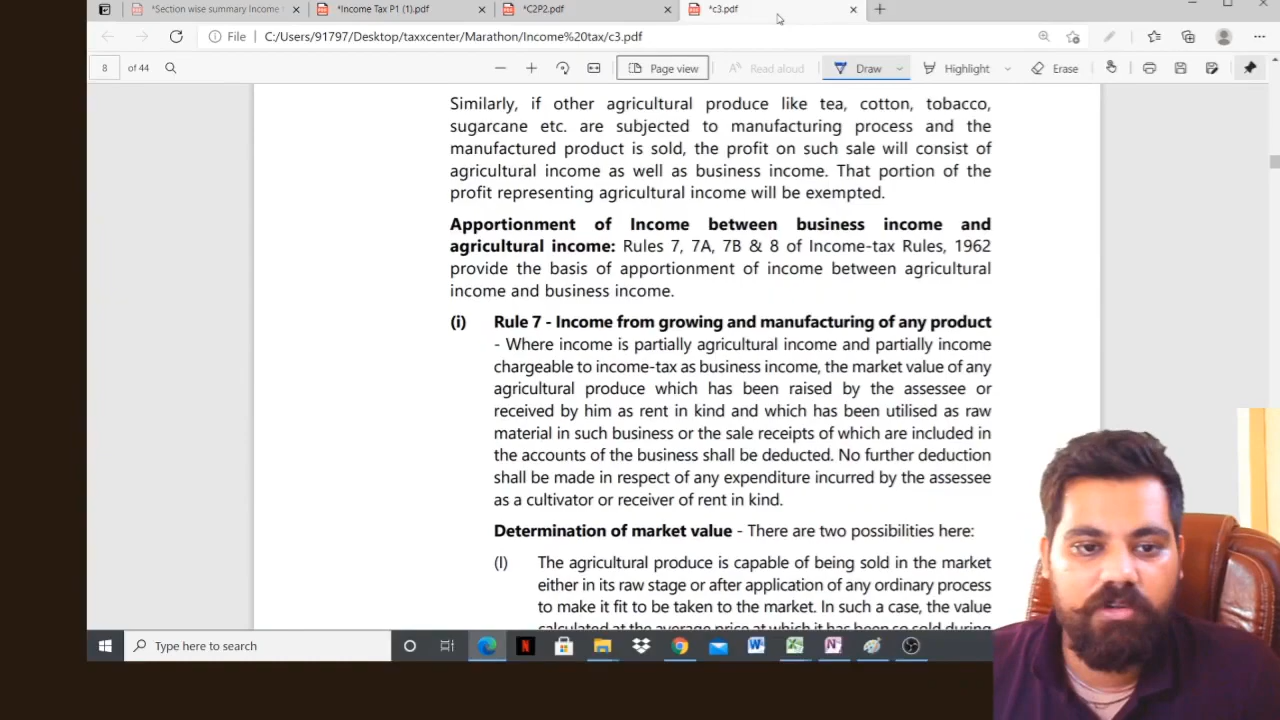 *Section wise summary Income
*Income Tax P1 (1).pdf
*C2P2.pdf
*c3.pdf
File
C:/Users/91797/Desktop/taxxcenter/Marathon/Income%20tax/c3.pdf
8 of 44
Page view
Read aloud
Draw
Highlight
Erase
Similarly, if other agricultural produce like tea, cotton, tobacco,
sugarcane etc. are subjected to manufacturing process and the
manufactured product is sold, the profit on such sale will consist of
agricultural income as well as business income. That portion of the
profit representing agricultural income will be exempted.
Apportionment of Income between business income and
agricultural income: Rules 7, 7A, 7B & 8 of Income-tax Rules, 1962
provide the basis of apportionment of income between agricultural
income and business income.
(i) Rule 7 - Income from growing and manufacturing of any product
- Where income is partially agricultural income and partially income
chargeable to income-tax as business income, the market value of any
agricultural produce which has been raised by the assessee or
received by him as rent in kind and which has been utilised as raw
material in such business or the sale receipts of which are included in
the accounts of the business shall be deducted. No further deduction
shall be made in respect of any expenditure incurred by the assessee
as a cultivator or receiver of rent in kind.
Determination of market value - There are two possibilities here:
(I) The agricultural produce is capable of being sold in the market
either in its raw stage or after application of any ordinary process
to make it fit to be taken to the market. In such a case, the value
calculated at the average price at which it has been so sold during
Type here to search